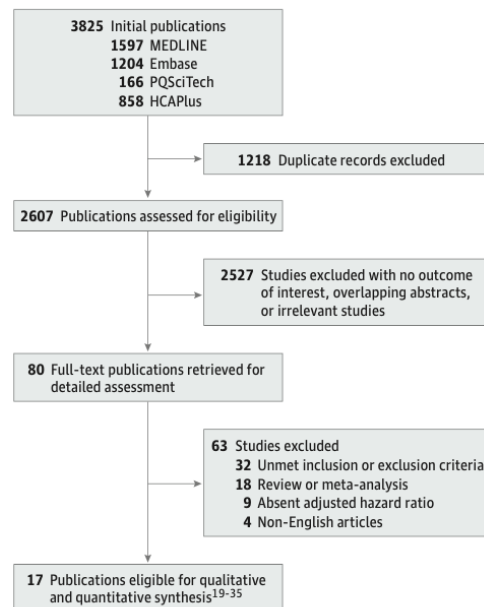 3825 Initial publications
1597 MEDLINE
1204 Embase
166 PQSciTech
858 HCAPlus
1218 Duplicate records excluded
2607 Publications assessed for eligibility
2527 Studies excluded with no outcome
of interest, overlapping abstracts,
or irrelevant studies
80 Full-text publications retrieved for
detailed assessment
63 Studies excluded
32 Unmet inclusion or exclusion criteria
18 Review or meta-analysis
9 Absent adjusted hazard ratio
4 Non-English articles
17 Publications eligible for qualitative
and quantitative synthesis19-35